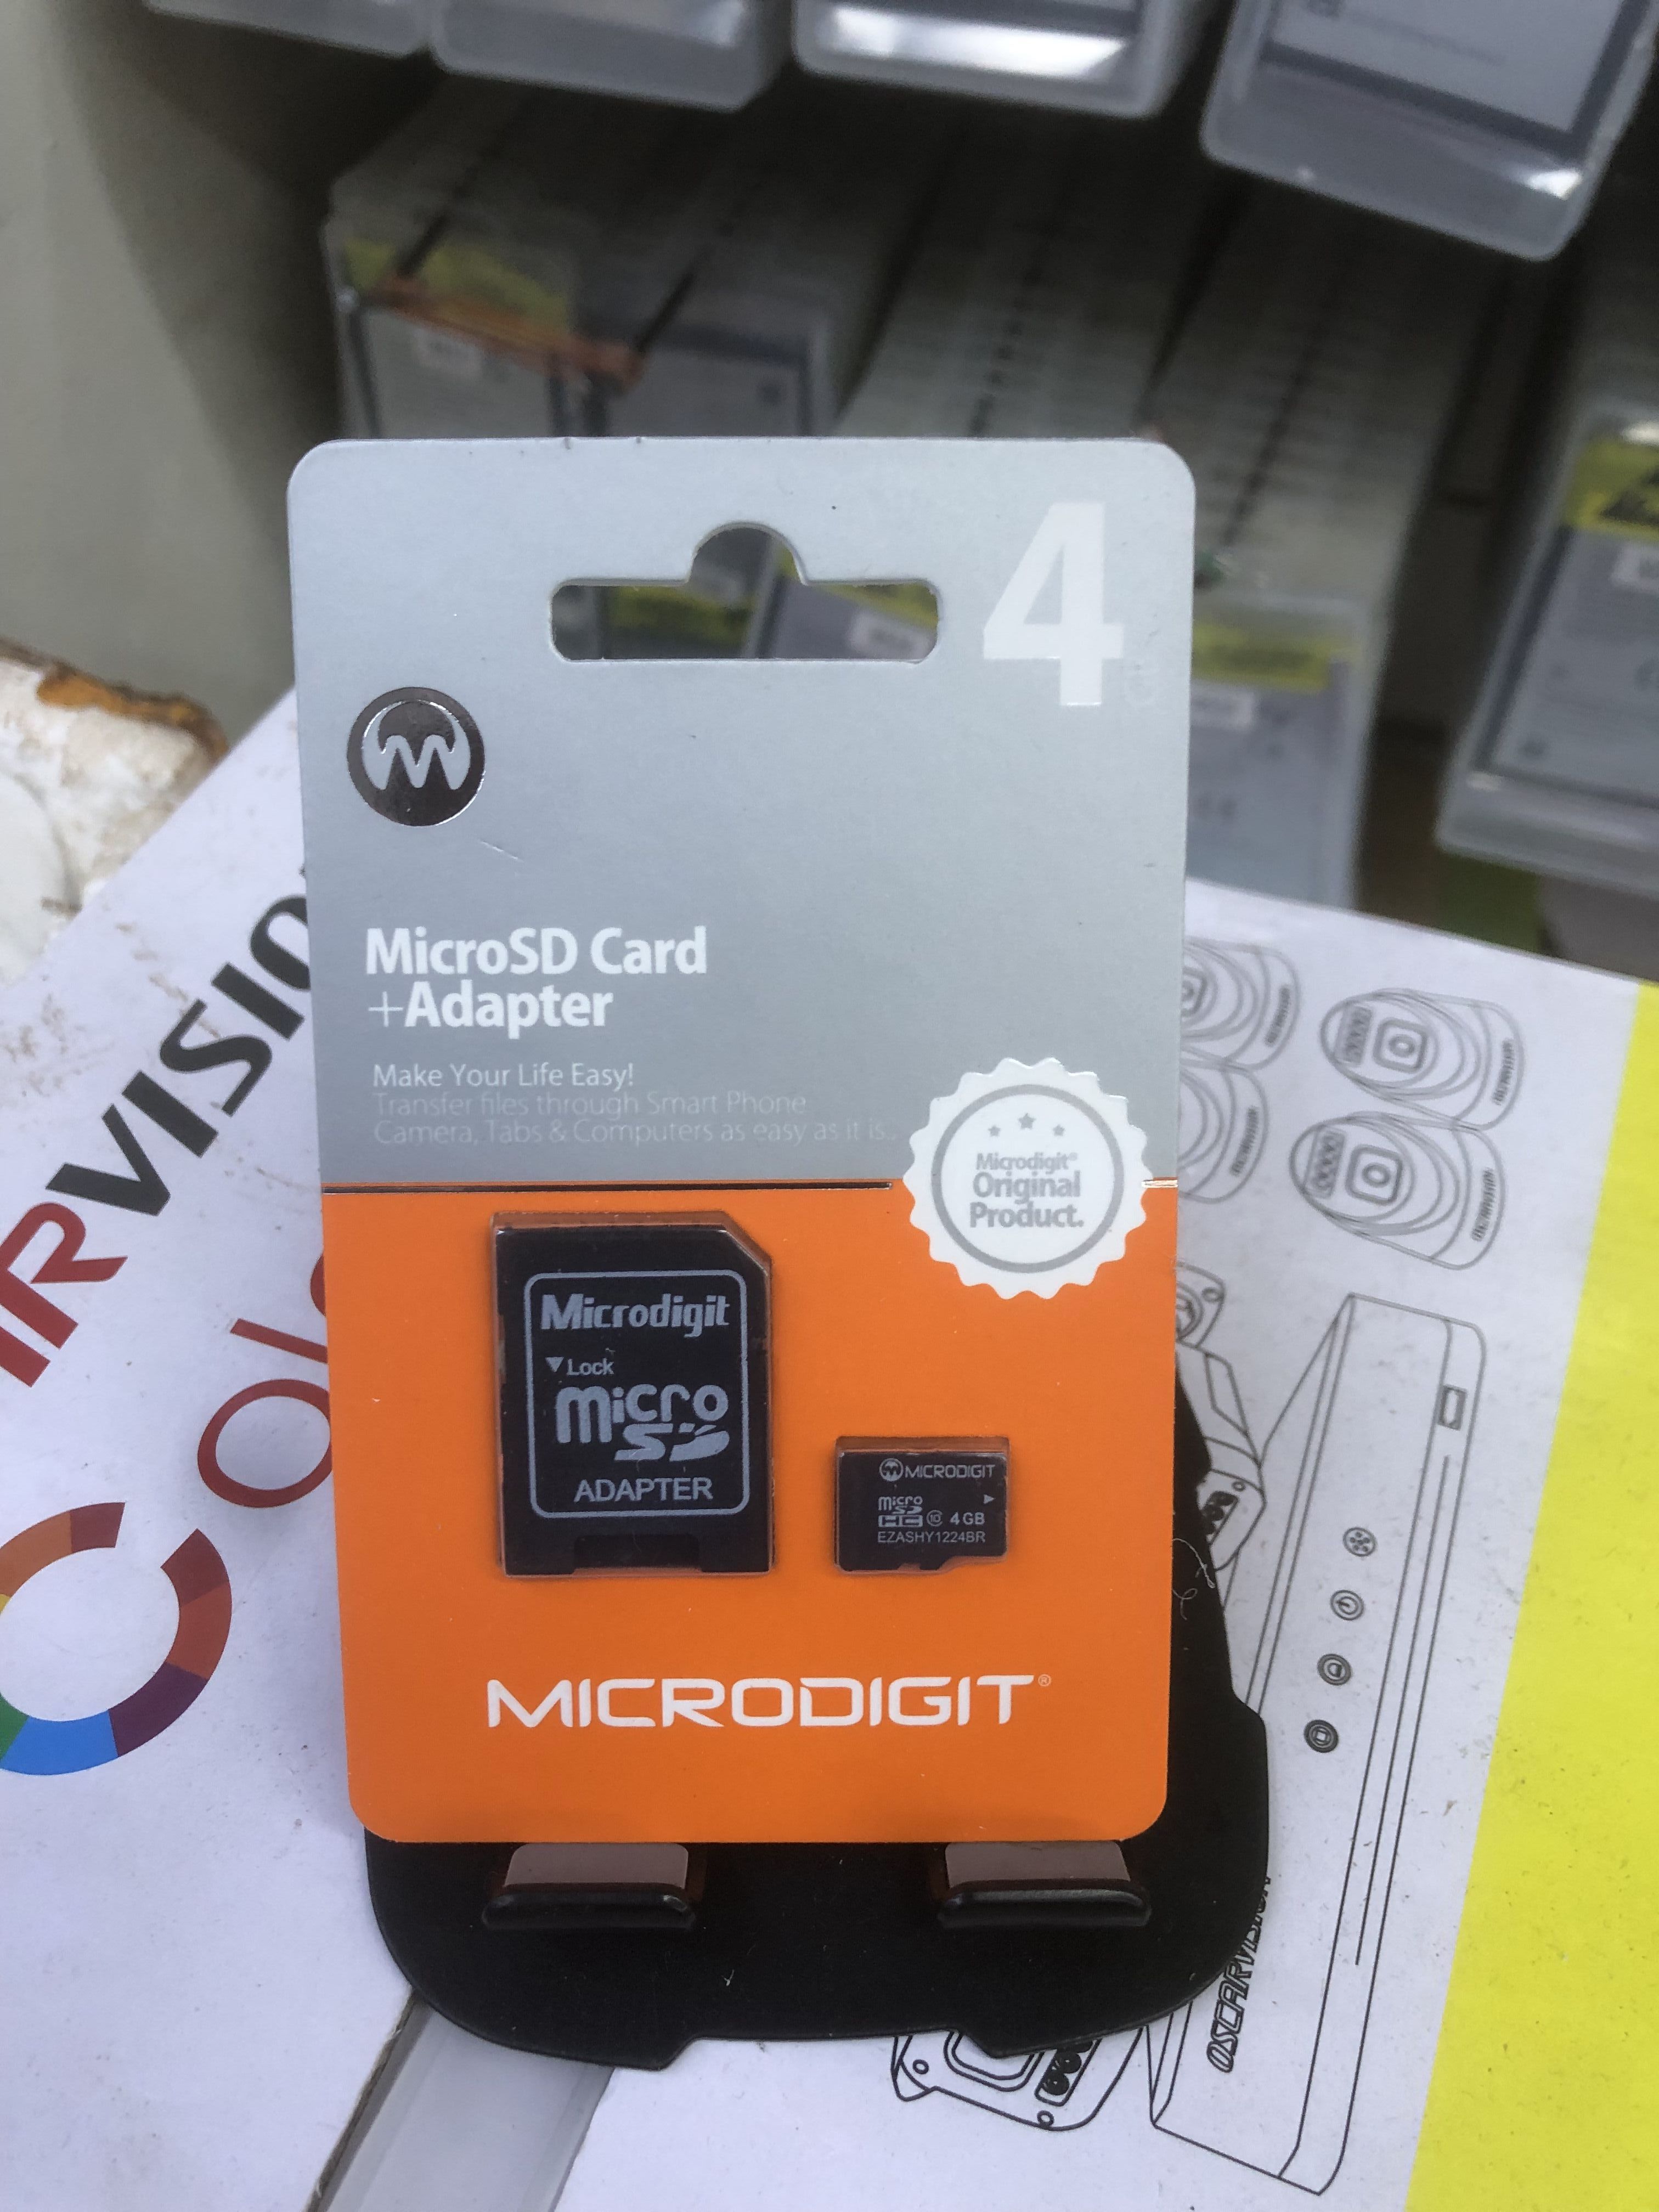 4
MicroSD Card
+Adapter
Make Your Life Easy!
Transfer files through Smart Phone
Camera, Tabs & Computers as easy as it is..
Microdigit®
Original
Product.
Microdigit
Lock
micro
SD
ADAPTER
MICRODIGIT
micro
SD
HC 10 4GB
EZASHY1224BR
MICRODIGIT®
OSCARVISION